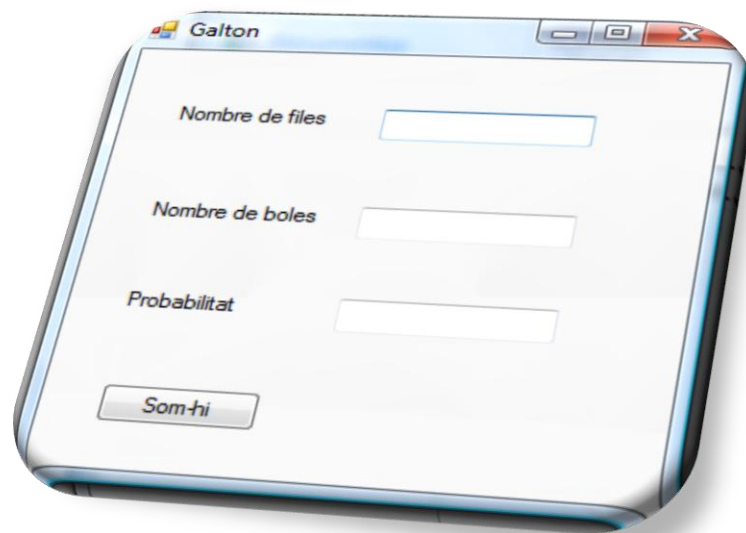 Galton
Nombre de files
Nombre de boles
Probabilitat
Som-hi